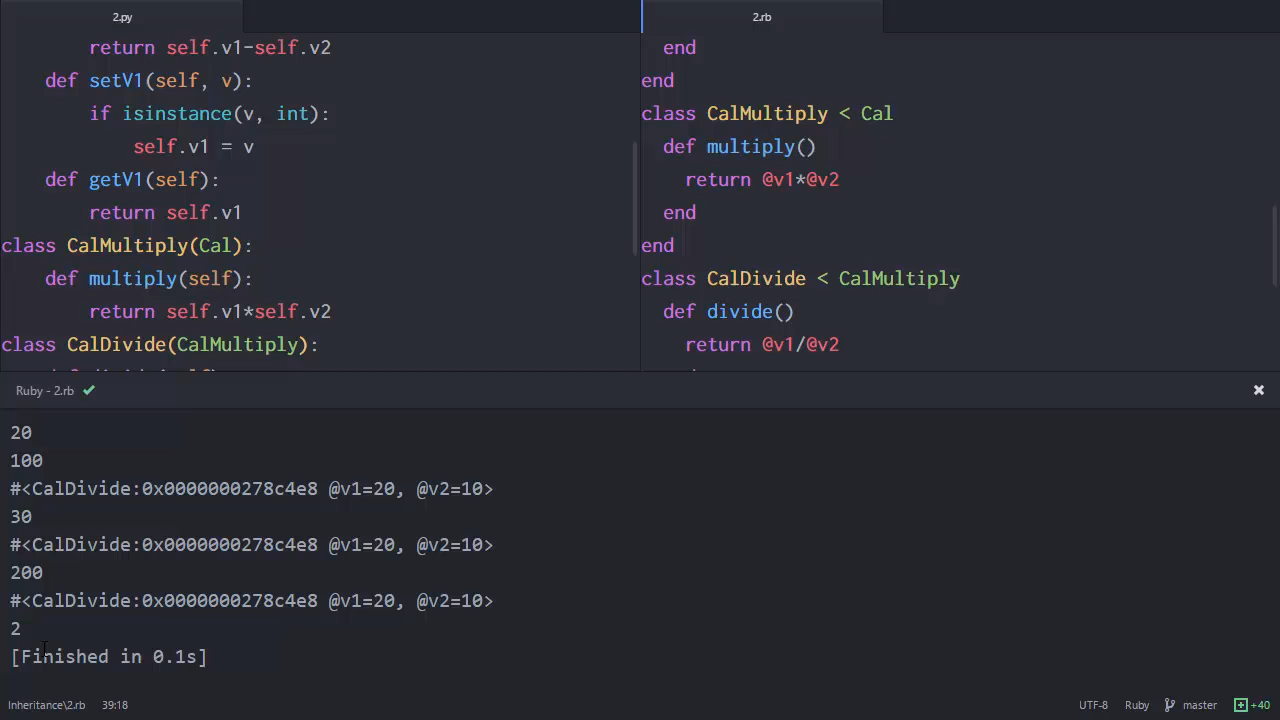 2.py
        return self.v1-self.v2
    def setV1(self, v):
        if isinstance(v, int):
            self.v1 = v
    def getV1(self):
        return self.v1
class CalMultiply(Cal):
    def multiply(self):
        return self.v1*self.v2
class CalDivide(CalMultiply):
2.rb
  end
end
class CalMultiply < Cal
  def multiply()
    return @v1*@v2
  end
end
class CalDivide < CalMultiply
  def divide()
    return @v1/@v2
Ruby - 2.rb
20
100
#<CalDivide:0x0000000278c4e8 @v1=20, @v2=10>
30
#<CalDivide:0x0000000278c4e8 @v1=20, @v2=10>
200
#<CalDivide:0x0000000278c4e8 @v1=20, @v2=10>
2
[Finished in 0.1s]
Inheritance\2.rb 39:18 UTF-8 Ruby master +40